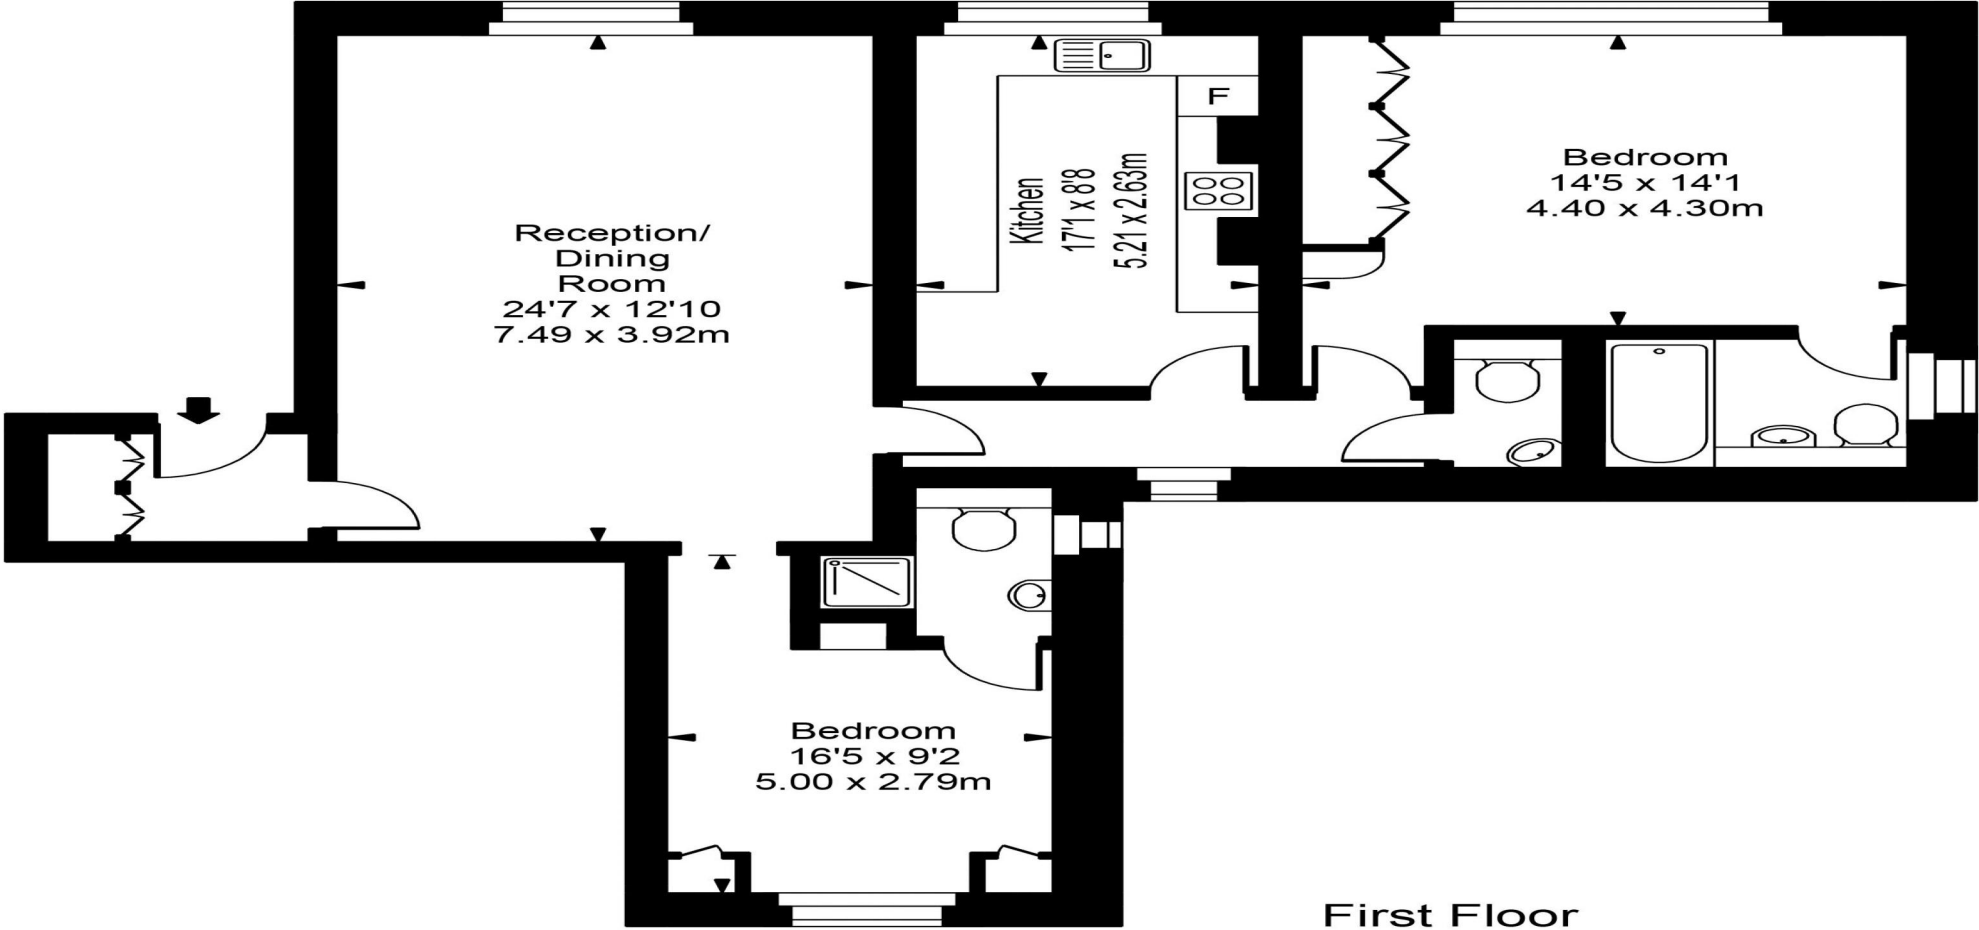 Reception/
Dining
Room
24'7 x 12'10
7.49 x 3.92m
Kitchen
17'1 x 8'8
5.21 x 2.63m
F
Bedroom
14'5 x 14'1
4.40 x 4.30m
Bedroom
16'5 x 9'2
5.00 x 2.79m
First Floor